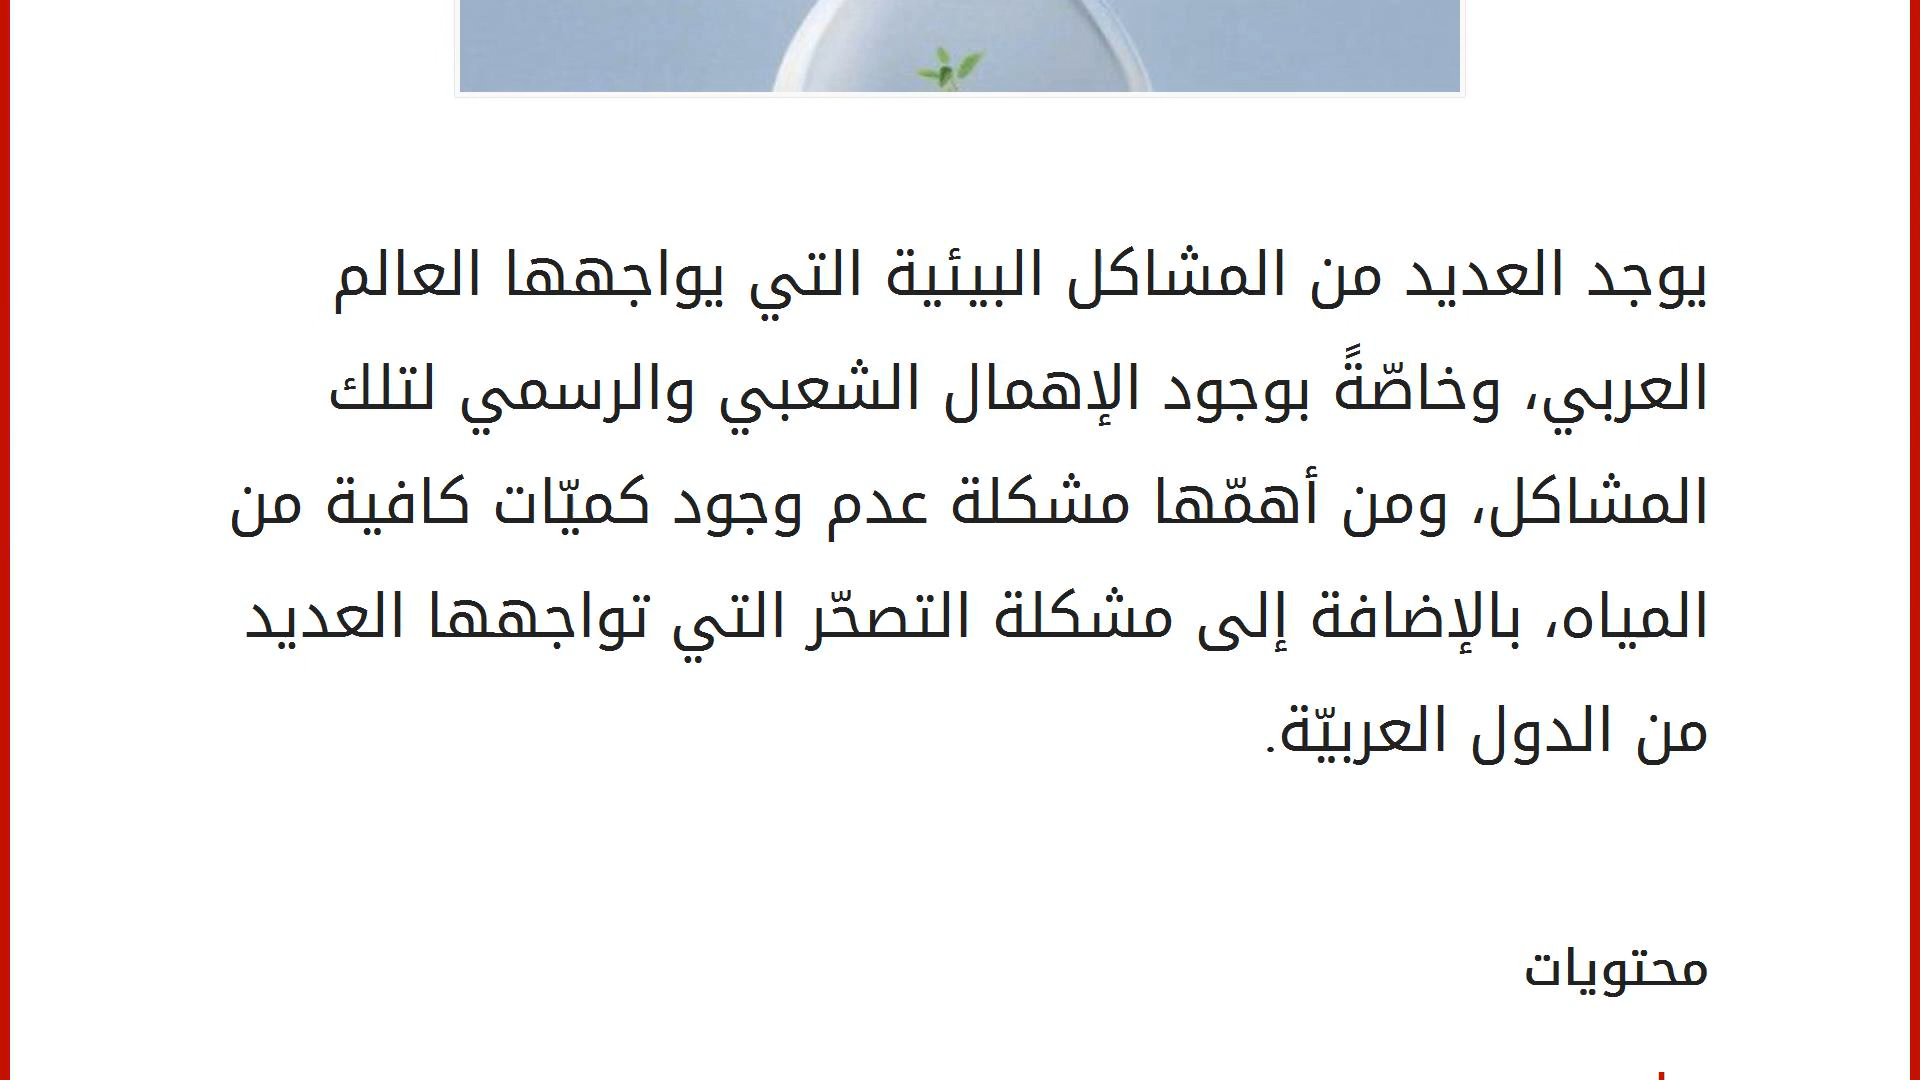 يوجد العديد من المشاكل البيئية التي يواجهها العالم
العربي، وخاصّةً بوجود الإهمال الشعبي والرسمي لتلك
المشاكل، ومن أهمّها مشكلة عدم وجود كميّات كافية من
المياه، بالإضافة إلى مشكلة التصحّر التي تواجهها العديد
من الدول العربيّة.
محتويات